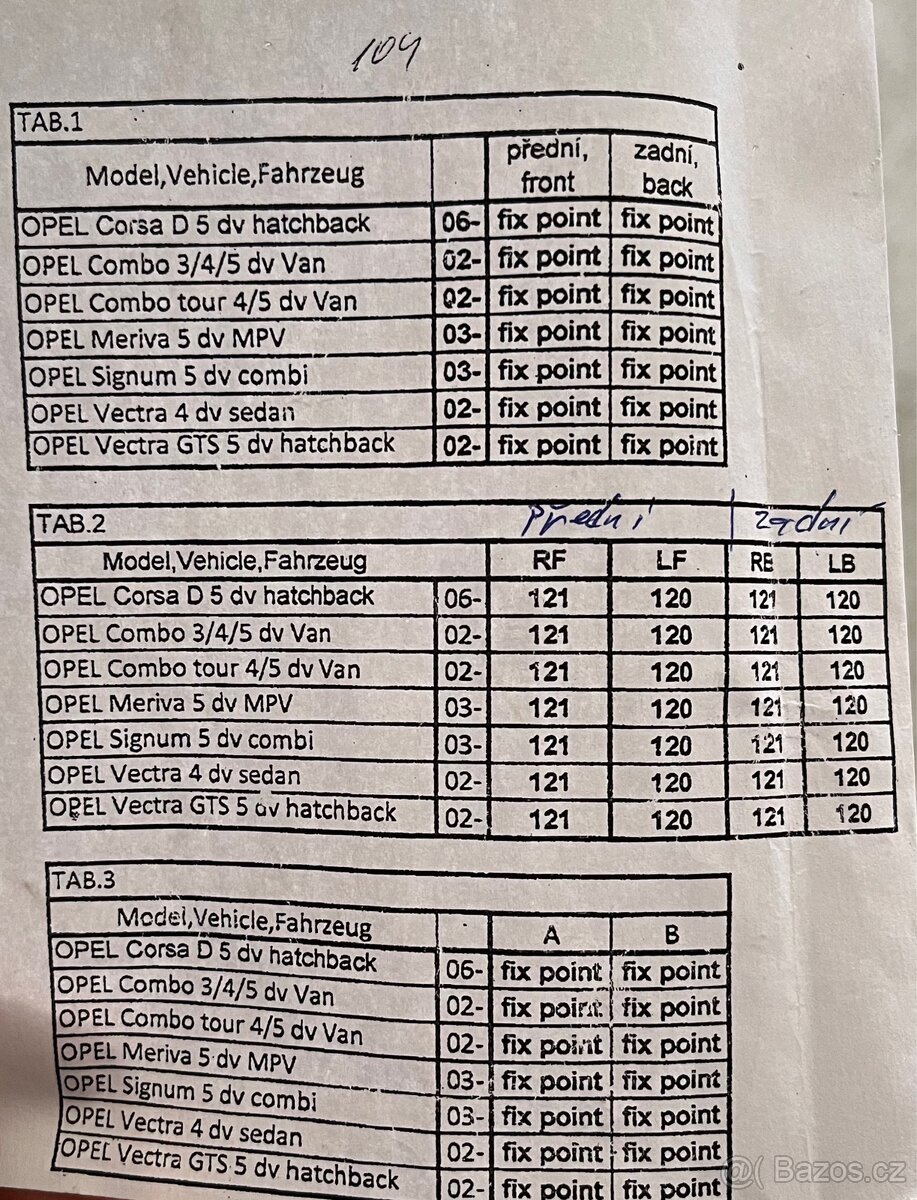 104
TAB.1
Model,Vehicle,Fahrzeug přední, front zadní, back
OPEL Corsa D 5 dv hatchback 06- fix point fix point
OPEL Combo 3/4/5 dv Van 02- fix point fix point
OPEL Combo tour 4/5 dv Van 02- fix point fix point
OPEL Meriva 5 dv MPV 03- fix point fix point
OPEL Signum 5 dv combi 03- fix point fix point
OPEL Vectra 4 dv sedan 02- fix point fix point
OPEL Vectra GTS 5 dv hatchback 02- fix point fix point
TAB.2 přední zadní
Model,Vehicle,Fahrzeug RF LF RB LB
OPEL Corsa D 5 dv hatchback 06- 121 120 121 120
OPEL Combo 3/4/5 dv Van 02- 121 120 121 120
OPEL Combo tour 4/5 dv Van 02- 121 120 121 120
OPEL Meriva 5 dv MPV 03- 121 120 121 120
OPEL Signum 5 dv combi 03- 121 120 121 120
OPEL Vectra 4 dv sedan 02- 121 120 121 120
OPEL Vectra GTS 5 dv hatchback 02- 121 120 121 120
TAB.3
Model,Vehicle,Fahrzeug A B
OPEL Corsa D 5 dv hatchback 06- fix point fix point
OPEL Combo 3/4/5 dv Van 02- fix point fix point
OPEL Combo tour 4/5 dv Van 02- fix point fix point
OPEL Meriva 5 dv MPV 03- fix point fix point
OPEL Signum 5 dv combi 03- fix point fix point
OPEL Vectra 4 dv sedan 02- fix point fix point
OPEL Vectra GTS 5 dv hatchback 02- fix point fix point
Bazos.cz